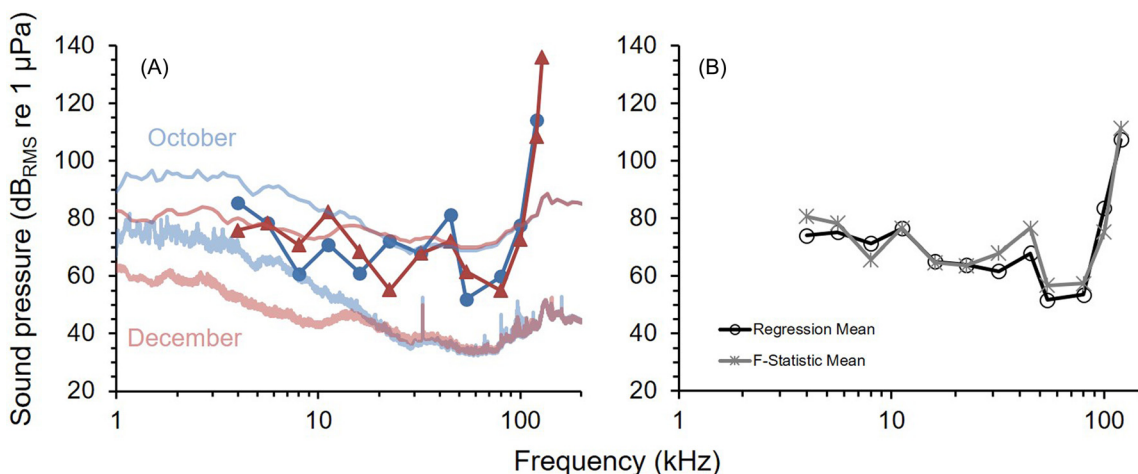 Sound pressure (dBRMS re 1 µPa)
140
120
100
80
60
40
20
(A)
October
December
1
10
100
140
120
100
80
60
40
20
(B)
Regression Mean
F-Statistic Mean
1
10
100
Frequency (kHz)